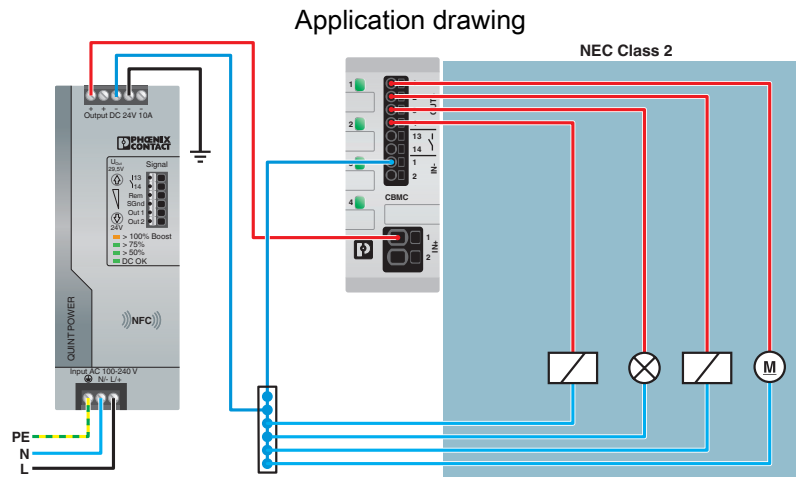 Application drawing
NEC Class 2
+ + - - -
Output DC 24V 10A
PHOENIX
CONTACT
UOut
29,5V
24V
Signal
13
14
Rem
SGnd
Out 1
Out 2
> 100% Boost
> 75%
> 50%
DC OK
QUINT POWER
NFC
Input AC 100-240 V
N/- L/+
PE
N
L
1
2
3
4
OUT
13
14
1
2
IN-
CBMC
1
2
IN+
M